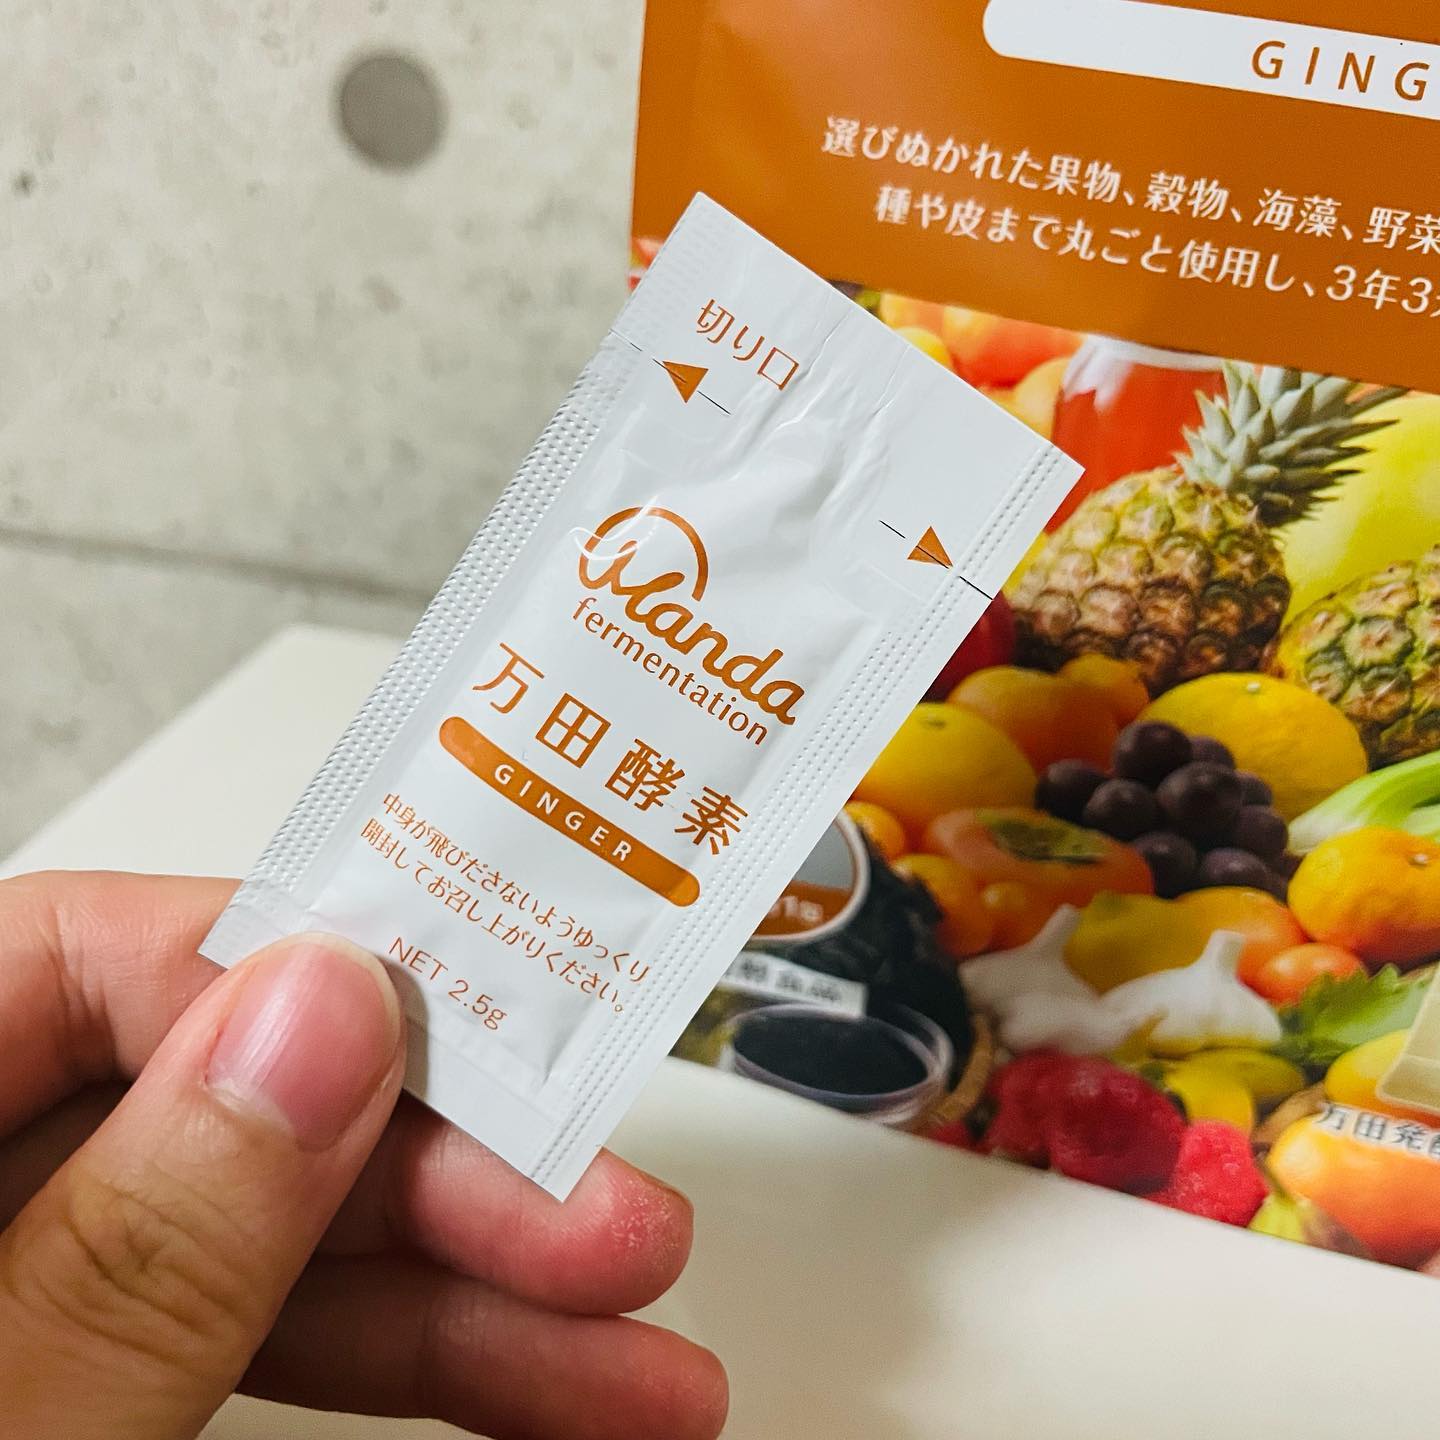 GING
選びぬかれた果物、穀物、海藻、野菜
種や皮まで丸ごと使用し、3年3
切り口
Manda
fermentation
万田酵素
GINGER
中身が飛びださないようゆっくり
開封してお召し上がりください。
NET 2.5g
万田発酵